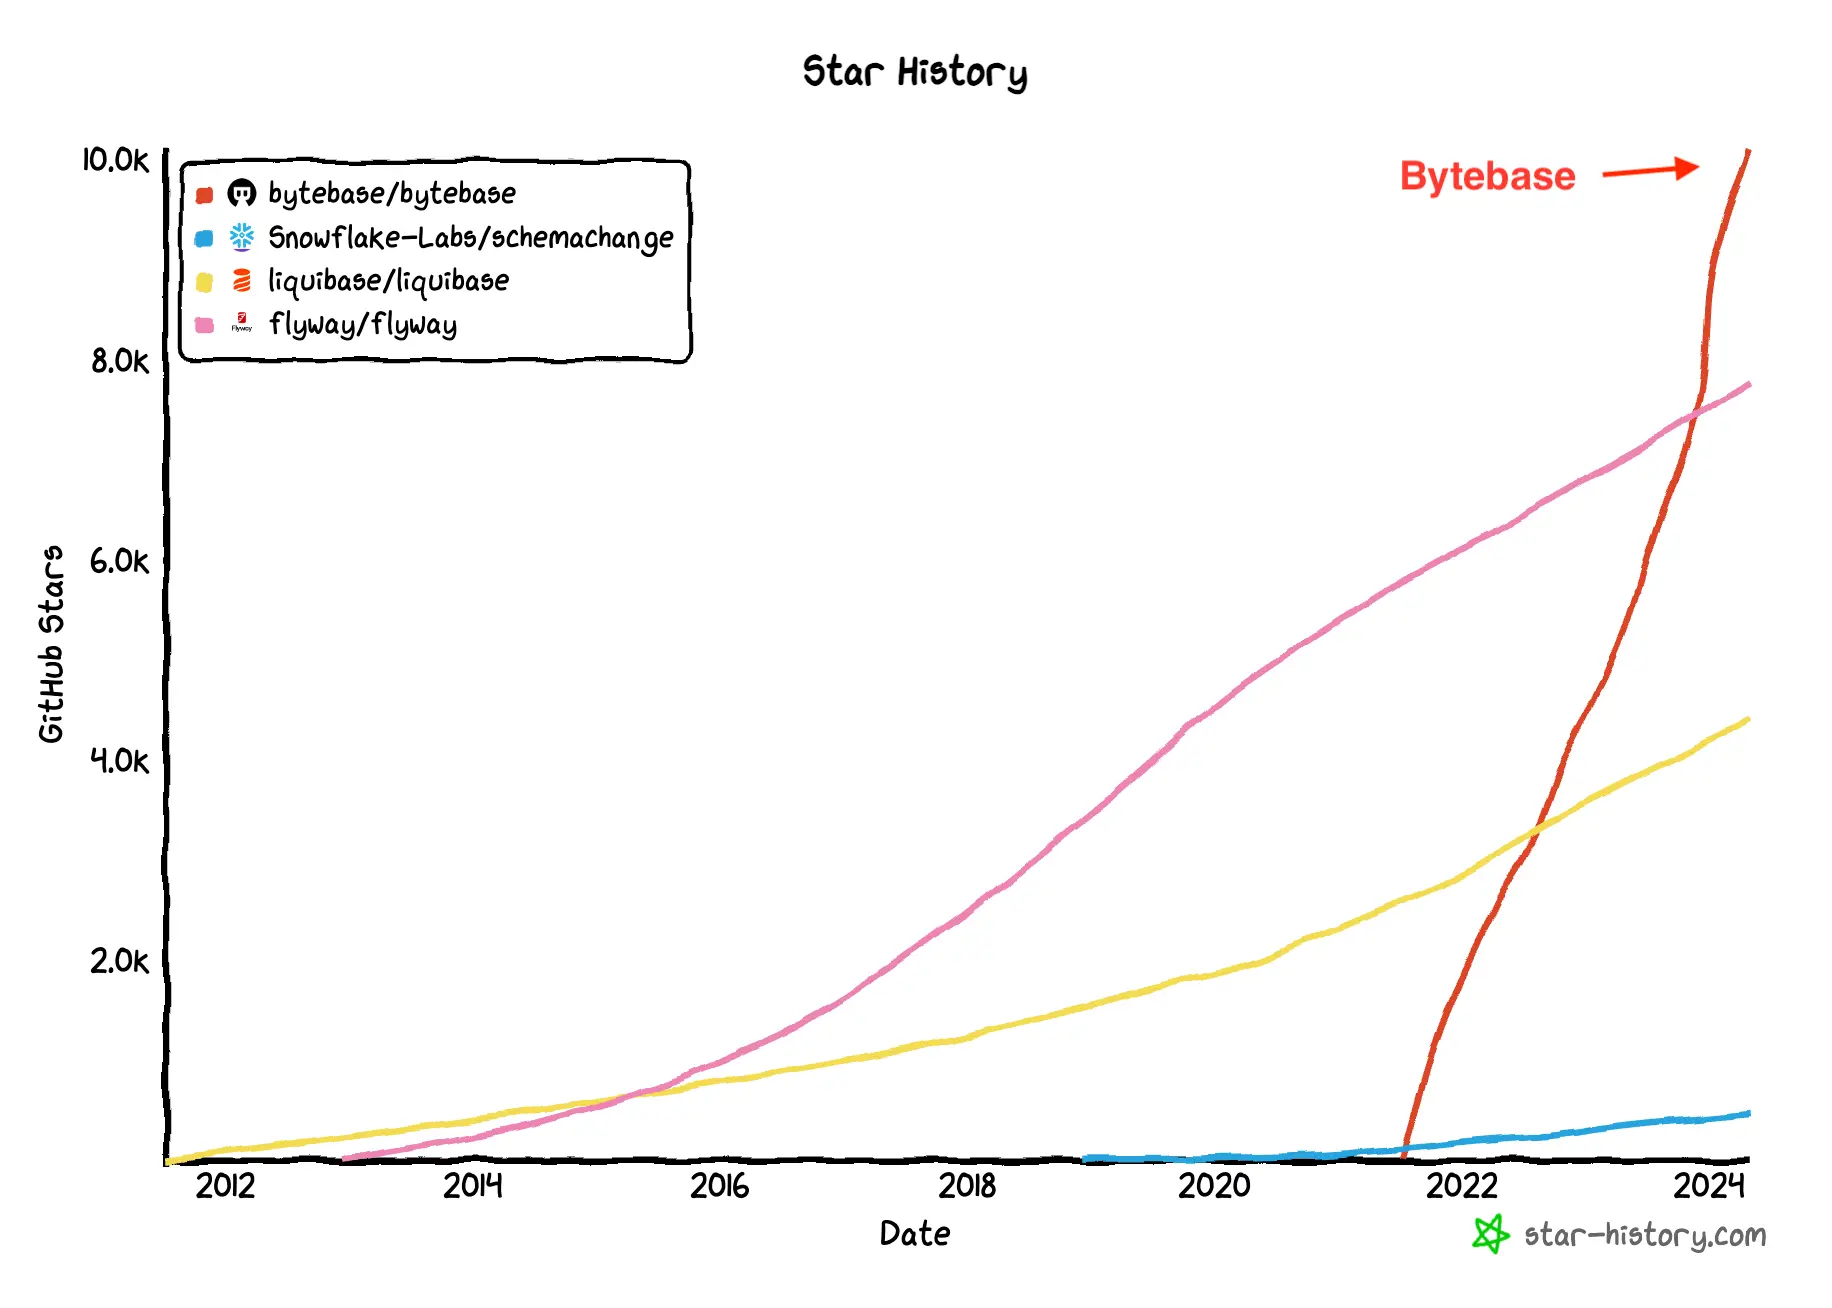 Star History
10.0k
8.0k
6.0k
4.0k
2.0k
GitHub Stars
bytebase/bytebase
Snowflake-Labs/schemachange
liquibase/liquibase
Flyway
flyway/flyway
Bytebase
2012
2014
2016
2018
2020
2022
2024
Date
star-history.com